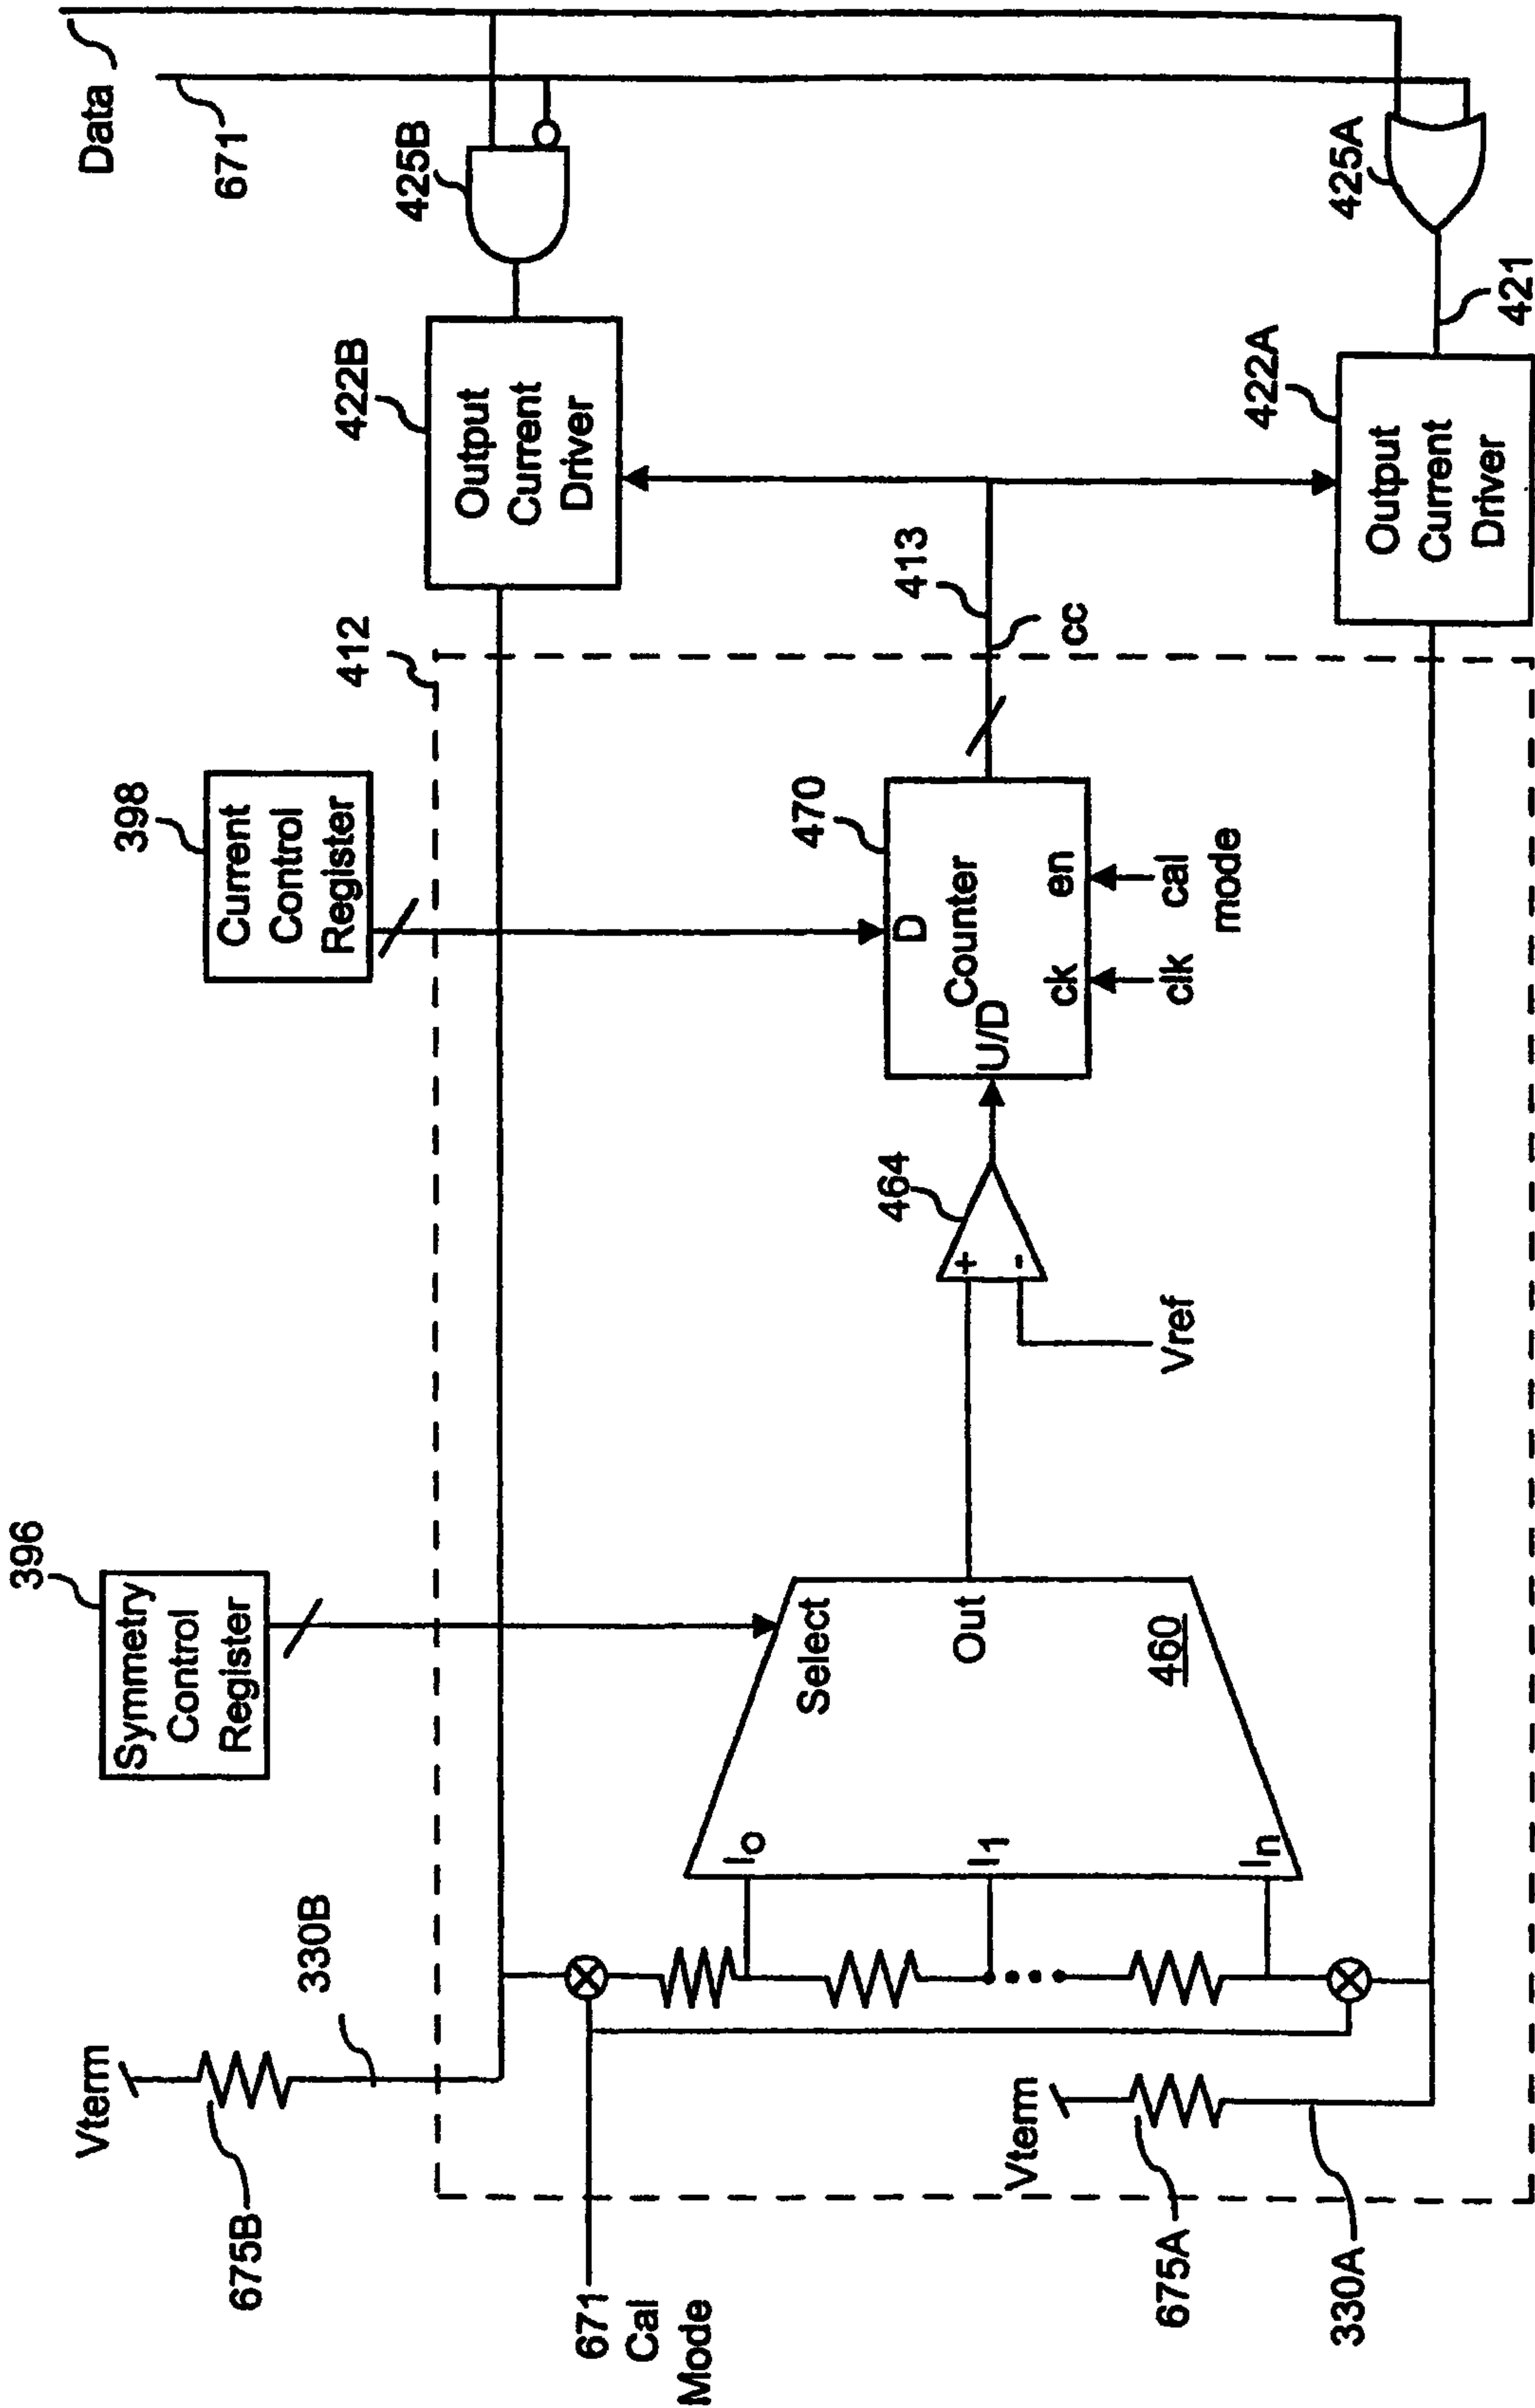 Data
671
425B
425A
421
422B
Output
Current
Driver
422A
Output
Current
Driver
412
413
cc
398
Current
Control
Register
470
D
Counter
U/D
ck
en
clk
cal
mode
464
+
-
Vref
396
Symmetry
Control
Register
Select
Out
460
I0
I1
In
330B
Vterm
675B
671
Cal
Mode
Vterm
675A
330A